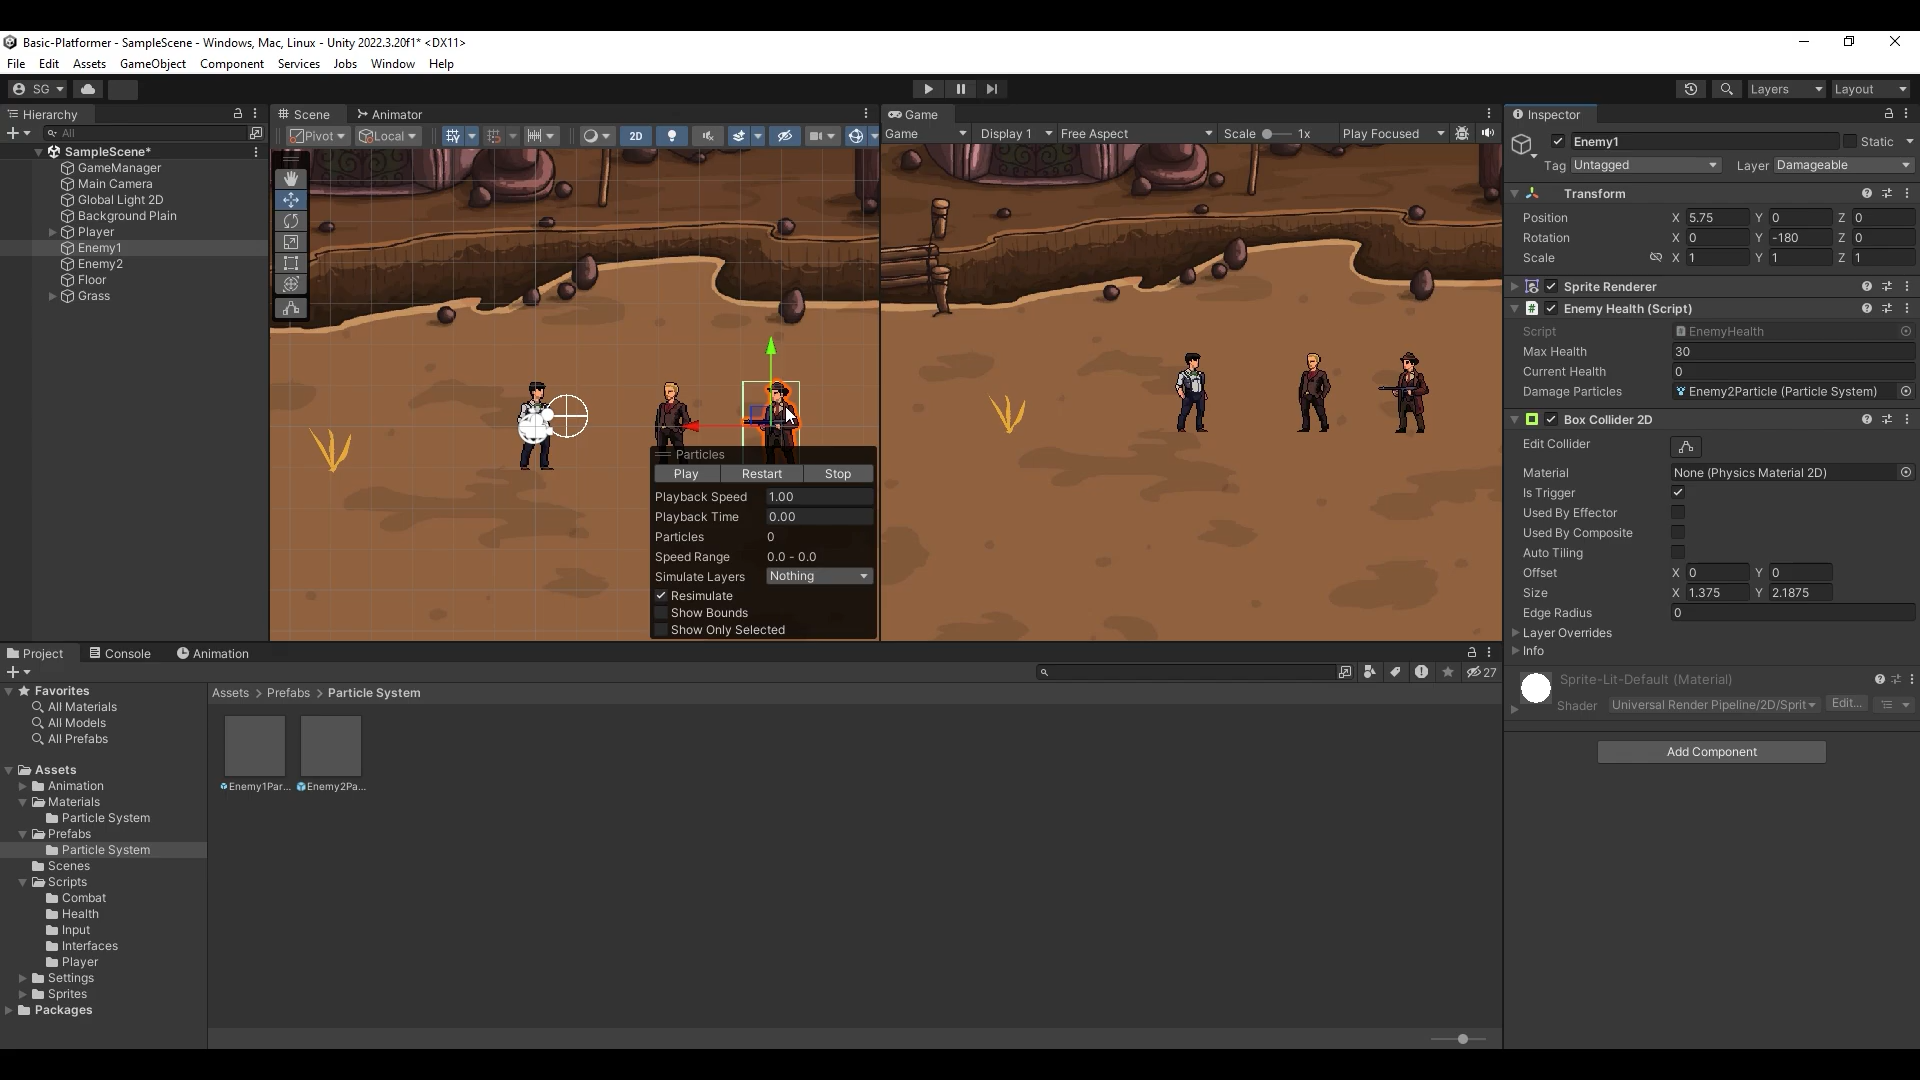 Basic-Platformer - SampleScene - Windows, Mac, Linux - Unity 2022.3.20f1* <DX11>
File Edit Assets GameObject Component Services Jobs Window Help
SG
Layers
Layout
Hierarchy
All
SampleScene*
GameManager
Main Camera
Global Light 2D
Background Plain
Player
Enemy1
Enemy2
Floor
Grass
Scene
Animator
Pivot
Local
2D
Particles
Play Restart Stop
Playback Speed 1.00
Playback Time 0.00
Particles 0
Speed Range 0.0 - 0.0
Simulate Layers Nothing
Resimulate
Show Bounds
Show Only Selected
Game
Game Display 1 Free Aspect Scale 1x Play Focused
Inspector
Enemy1 Static
Tag Untagged Layer Damageable
Transform
Position X 5.75 Y 0 Z 0
Rotation X 0 Y -180 Z 0
Scale X 1 Y 1 Z 1
Sprite Renderer
Enemy Health (Script)
Script EnemyHealth
Max Health 30
Current Health 0
Damage Particles Enemy2Particle (Particle System)
Box Collider 2D
Edit Collider
Material None (Physics Material 2D)
Is Trigger
Used By Effector
Used By Composite
Auto Tiling
Offset X 0 Y 0
Size X 1.375 Y 2.1875
Edge Radius 0
Layer Overrides
Info
Sprite-Lit-Default (Material)
Shader Universal Render Pipeline/2D/Sprit Edit...
Add Component
Project Console Animation
27
Favorites
All Materials
All Models
All Prefabs
Assets
Animation
Materials
Particle System
Prefabs
Particle System
Scenes
Scripts
Combat
Health
Input
Interfaces
Player
Settings
Sprites
Packages
Assets > Prefabs > Particle System
Enemy1Par... Enemy2Pa...